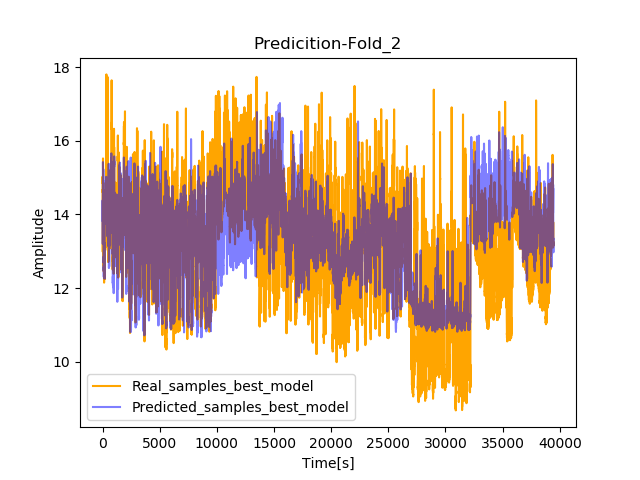 Predicition-Fold_2
18
16
14
12
10
Amplitude
Real_samples_best_model
Predicted_samples_best_model
0 5000 10000 15000 20000 25000 30000 35000 40000
Time[s]